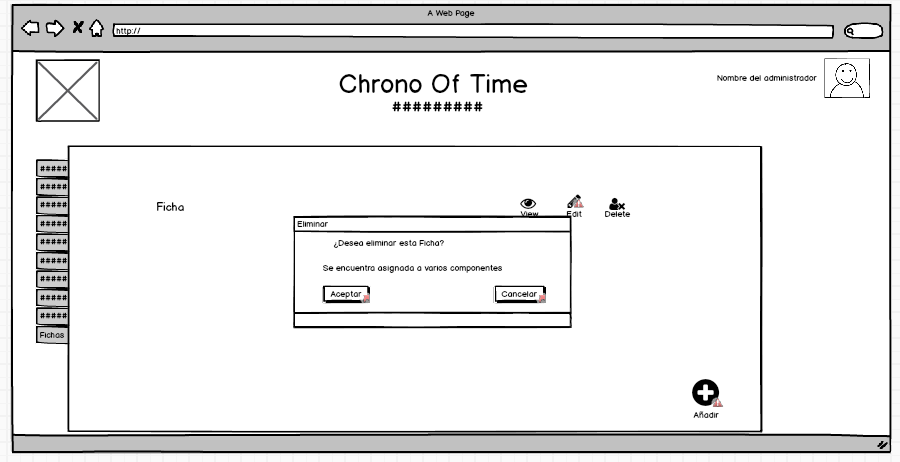 A Web Page
http://
Chrono Of Time
#########
Nombre del administrador
#####
#####
#####
#####
#####
#####
#####
#####
#####
Fichas
Ficha
View
Edit
Delete
Eliminar
¿Desea eliminar esta Ficha?
Se encuentra asignada a varios componentes
Aceptar
Cancelar
Añadir